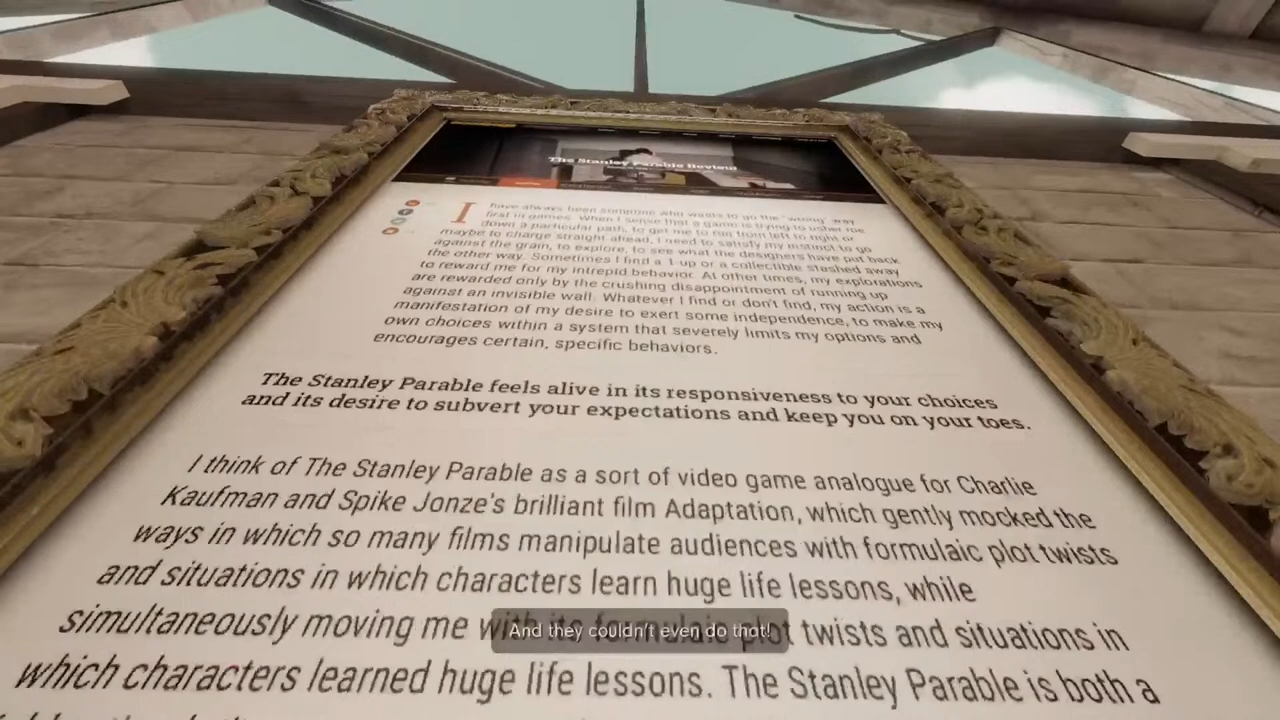 The Stanley Parable Review
I have always been someone who wants to go the "wrong" way
first in games. When I sense that a game is trying to usher me
down a particular path, to get me to run from left to right or
maybe to charge straight ahead, I need to satisfy my instinct to go
against the grain, to explore, to see what the designers have put back
the other way. Sometimes I find a 1-up or a collectible stashed away
to reward me for my intrepid behavior. At other times, my explorations
are rewarded only by the crushing disappointment of running up
against an invisible wall. Whatever I find or don't find, my action is a
manifestation of my desire to exert some independence, to make my
own choices within a system that severely limits my options and
encourages certain, specific behaviors.
The Stanley Parable feels alive in its responsiveness to your choices
and its desire to subvert your expectations and keep you on your toes.
I think of The Stanley Parable as a sort of video game analogue for Charlie
Kaufman and Spike Jonze's brilliant film Adaptation, which gently mocked the
ways in which so many films manipulate audiences with formulaic plot twists
and situations in which characters learn huge life lessons, while
simultaneously moving me with its formulaic plot twists and situations in
And they couldn't even do that!
which characters learned huge life lessons. The Stanley Parable is both a